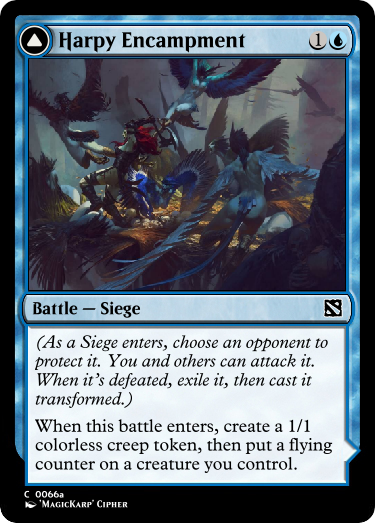 Harpy Encampment 1
Battle — Siege
(As a Siege enters, choose an opponent to
protect it. You and others can attack it.
When it's defeated, exile it, then cast it
transformed.)
When this battle enters, create a 1/1
colorless creep token, then put a flying
counter on a creature you control.
C 0066a
'MagicKarp' Cipher